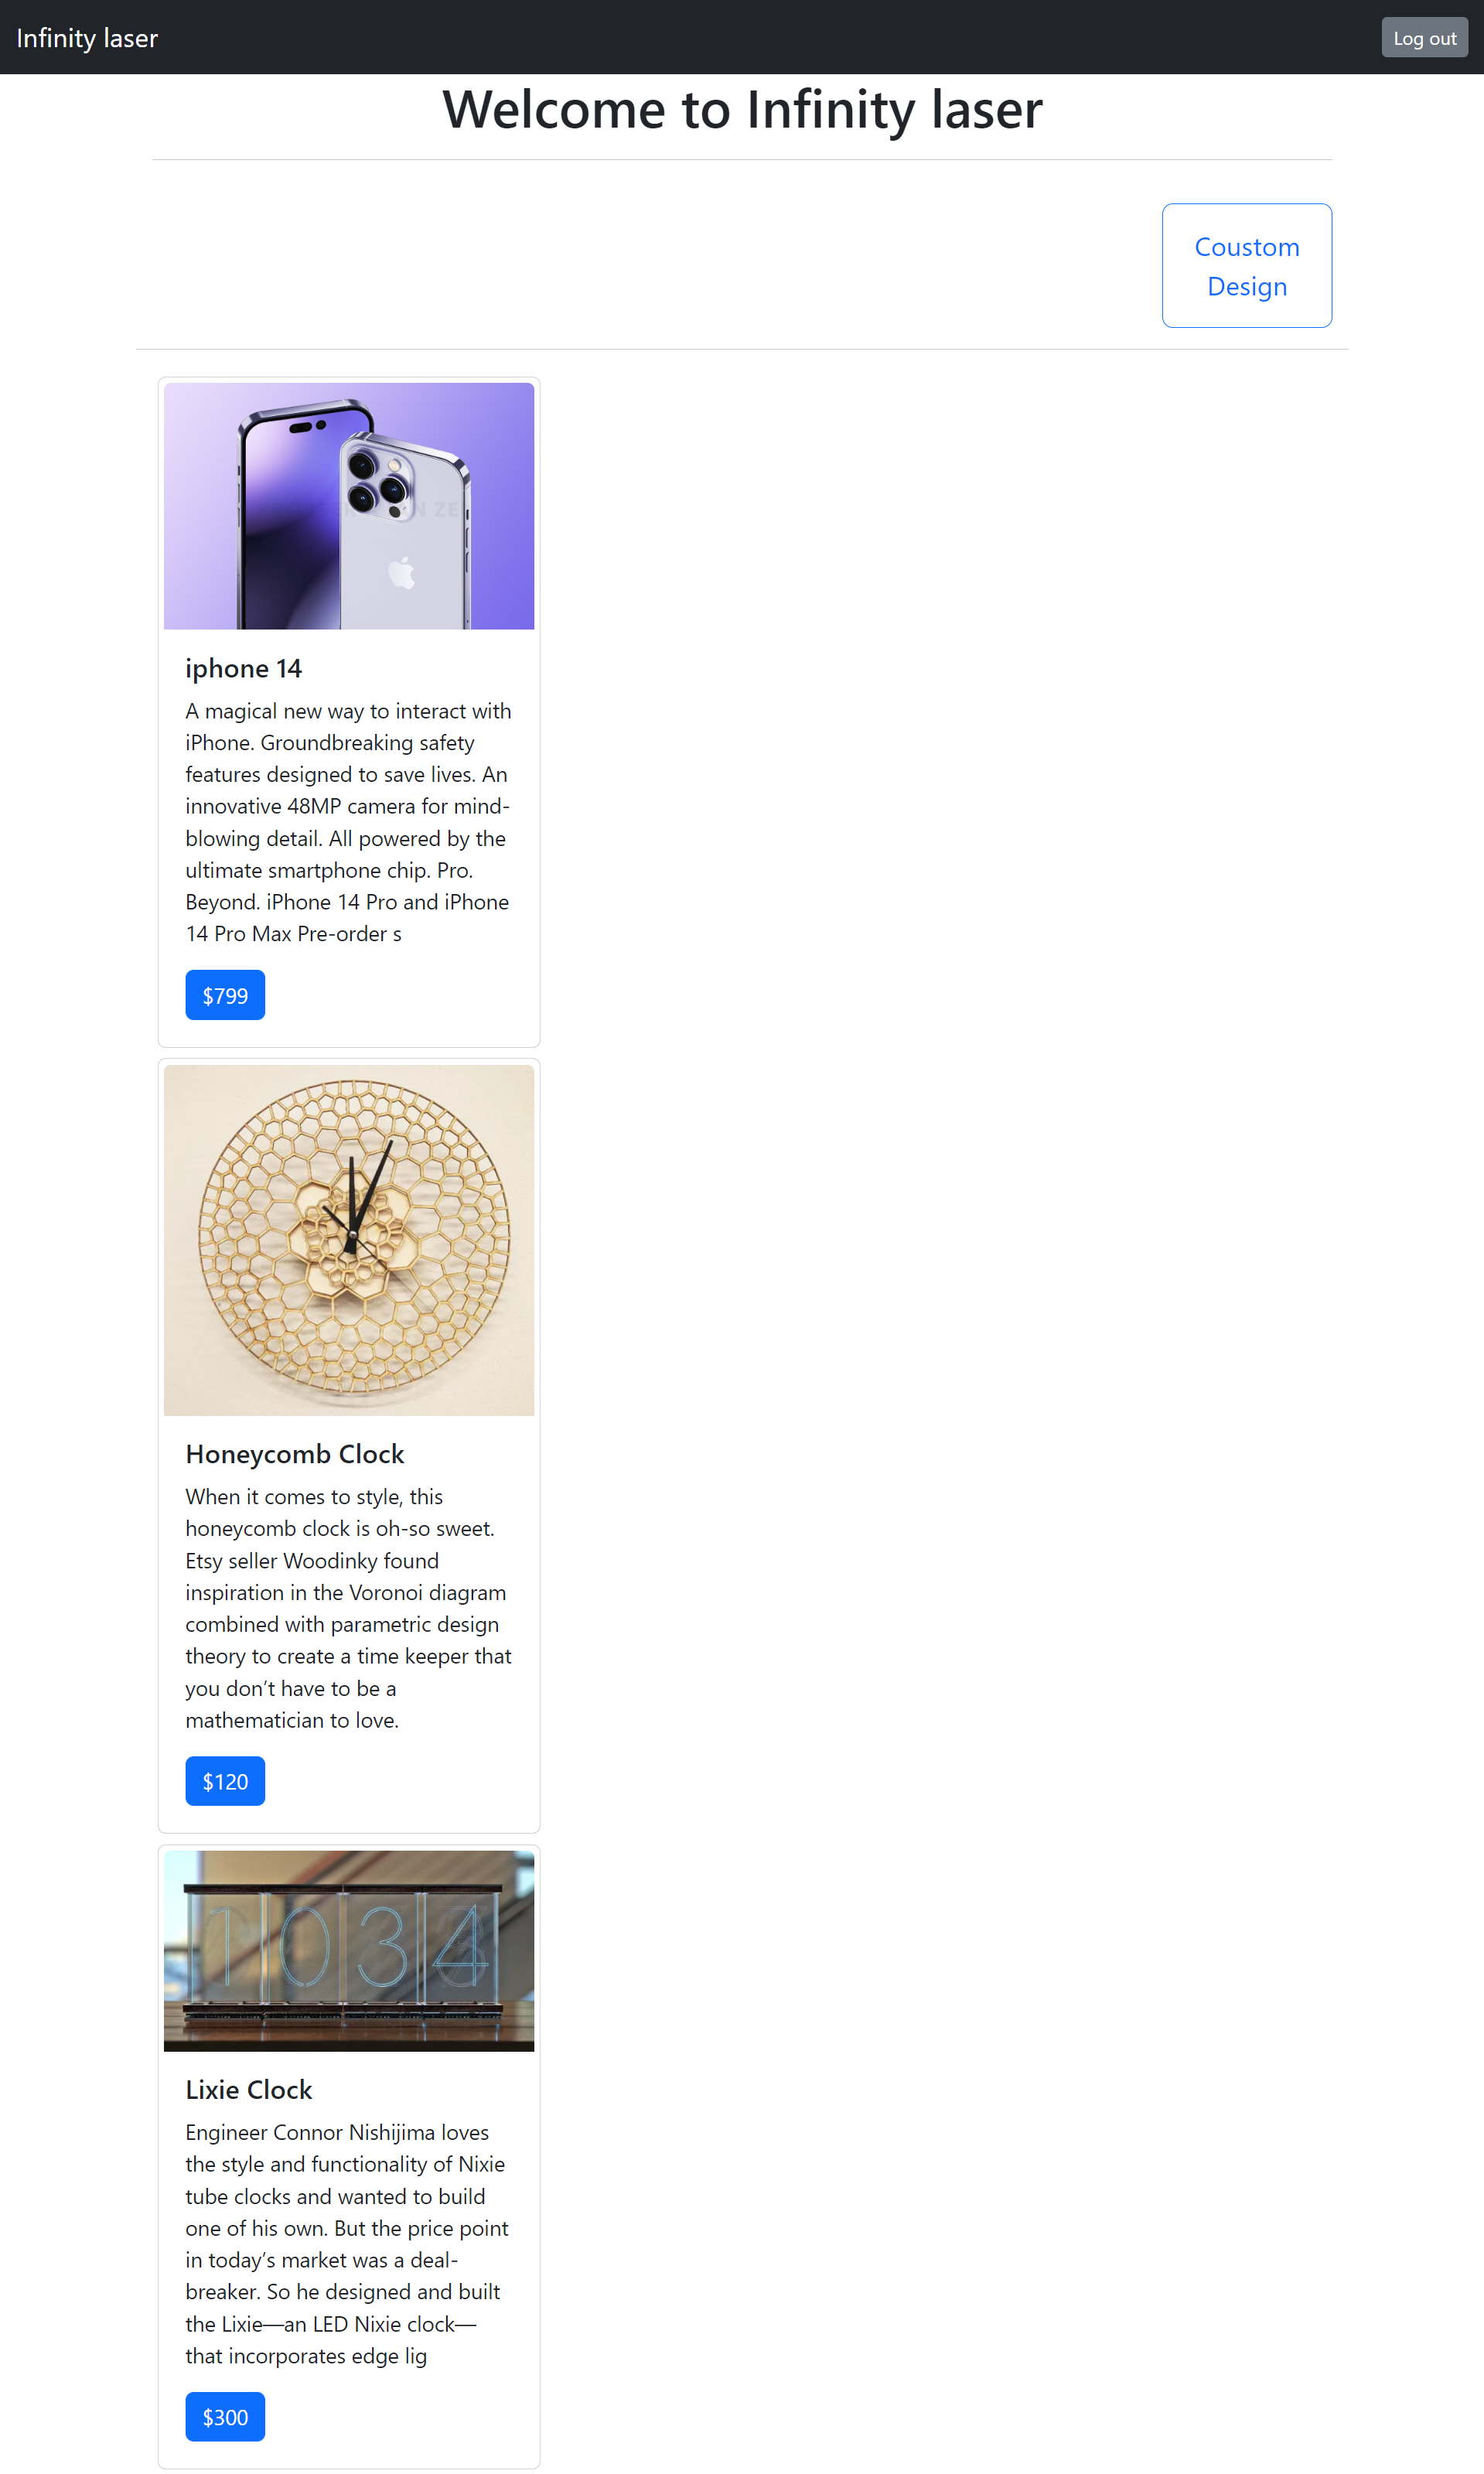 Infinity laser
Log out
Welcome to Infinity laser
Coustom
Design
iphone 14
A magical new way to interact with
iPhone. Groundbreaking safety
features designed to save lives. An
innovative 48MP camera for mind-
blowing detail. All powered by the
ultimate smartphone chip. Pro.
Beyond. iPhone 14 Pro and iPhone
14 Pro Max Pre-order s
$799
Honeycomb Clock
When it comes to style, this
honeycomb clock is oh-so sweet.
Etsy seller Woodinky found
inspiration in the Voronoi diagram
combined with parametric design
theory to create a time keeper that
you don’t have to be a
mathematician to love.
$120
1034
Lixie Clock
Engineer Connor Nishijima loves
the style and functionality of Nixie
tube clocks and wanted to build
one of his own. But the price point
in today’s market was a deal-
breaker. So he designed and built
the Lixie—an LED Nixie clock—
that incorporates edge lig
$300